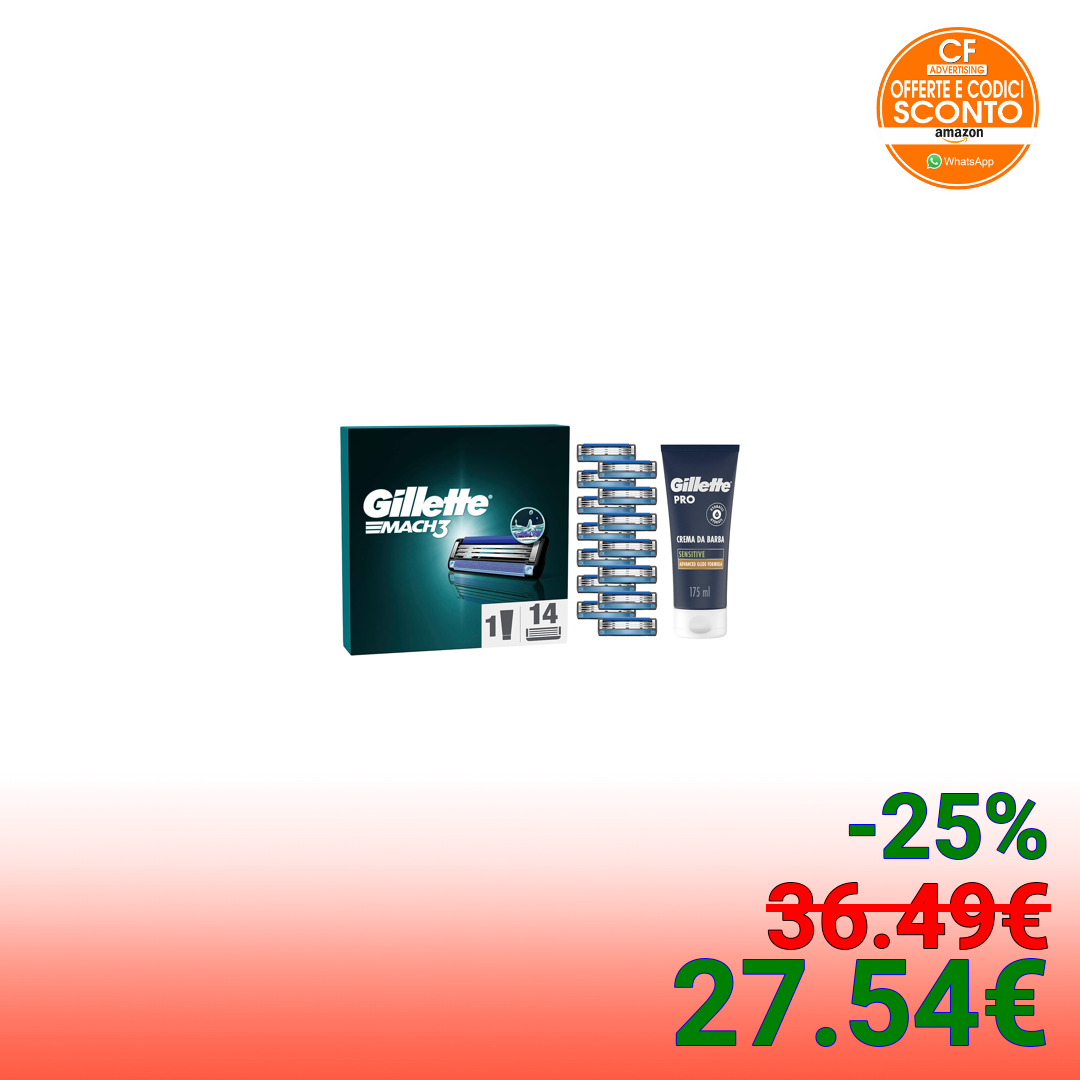 CF
ADVERTISING
OFFERTE E CODICI
SCONTO
amazon
WhatsApp
Gillette®
MACH3
1 14
Gillette®
PRO
CREMA DA BARBA
SENSITIVE
ADVANCED GLIDE FORMULA
175 ml
-25%
36.49€
27.54€